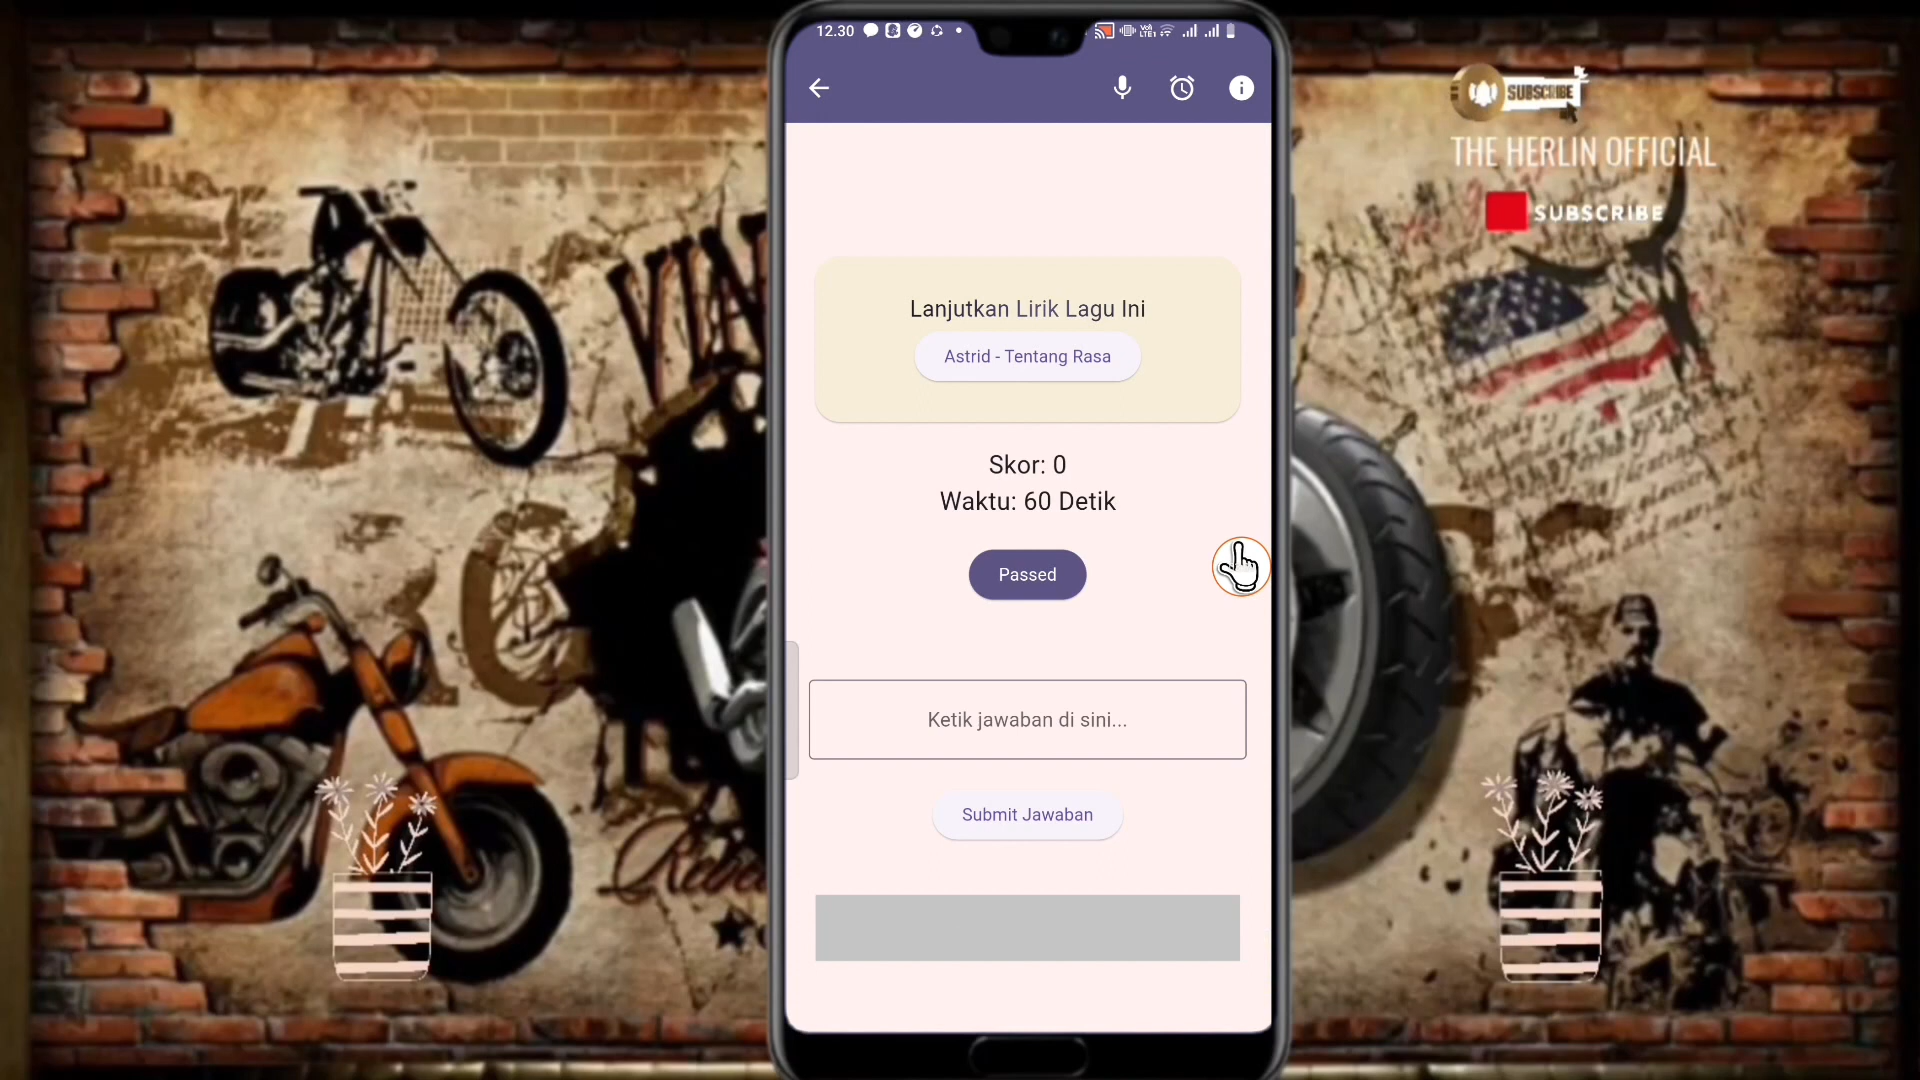 12.30
SUBSCRIBE
THE HERLIN OFFICIAL
SUBSCRIBE
Lanjutkan Lirik Lagu Ini
Astrid - Tentang Rasa
Skor: 0
Waktu: 60 Detik
Passed
Ketik jawaban di sini...
Submit Jawaban